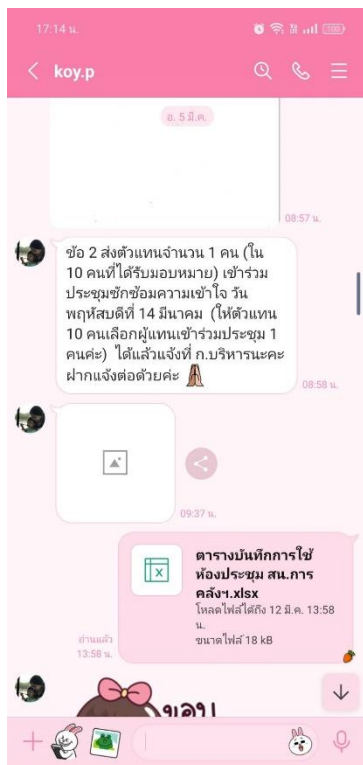 17:14 น.
100
koy.p
อ. 5 มี.ค.
08:57 น.
ข้อ 2 ส่งตัวแทนจำนวน 1 คน (ใน
10 คนที่ได้รับมอบหมาย) เข้าร่วม
ประชุมซักซ้อมความเข้าใจ วัน
พฤหัสบดีที่ 14 มีนาคม (ให้ตัวแทน
10 คนเลือกผู้แทนเข้าร่วมประชุม 1
คนค่ะ) ได้แล้วแจ้งที่ ก.บริหารนะคะ
ฝากแจ้งต่อด้วยค่ะ
08:58 น.
09:37 น.
ตารางบันทึกการใช้
ห้องประชุม สน.การ
คลังฯ.xlsx
โหลดไฟล์ได้ถึง 12 มี.ค. 13:58
น.
ขนาดไฟล์ 18 kB
อ่านแล้ว
13:58 น.
ขอบ